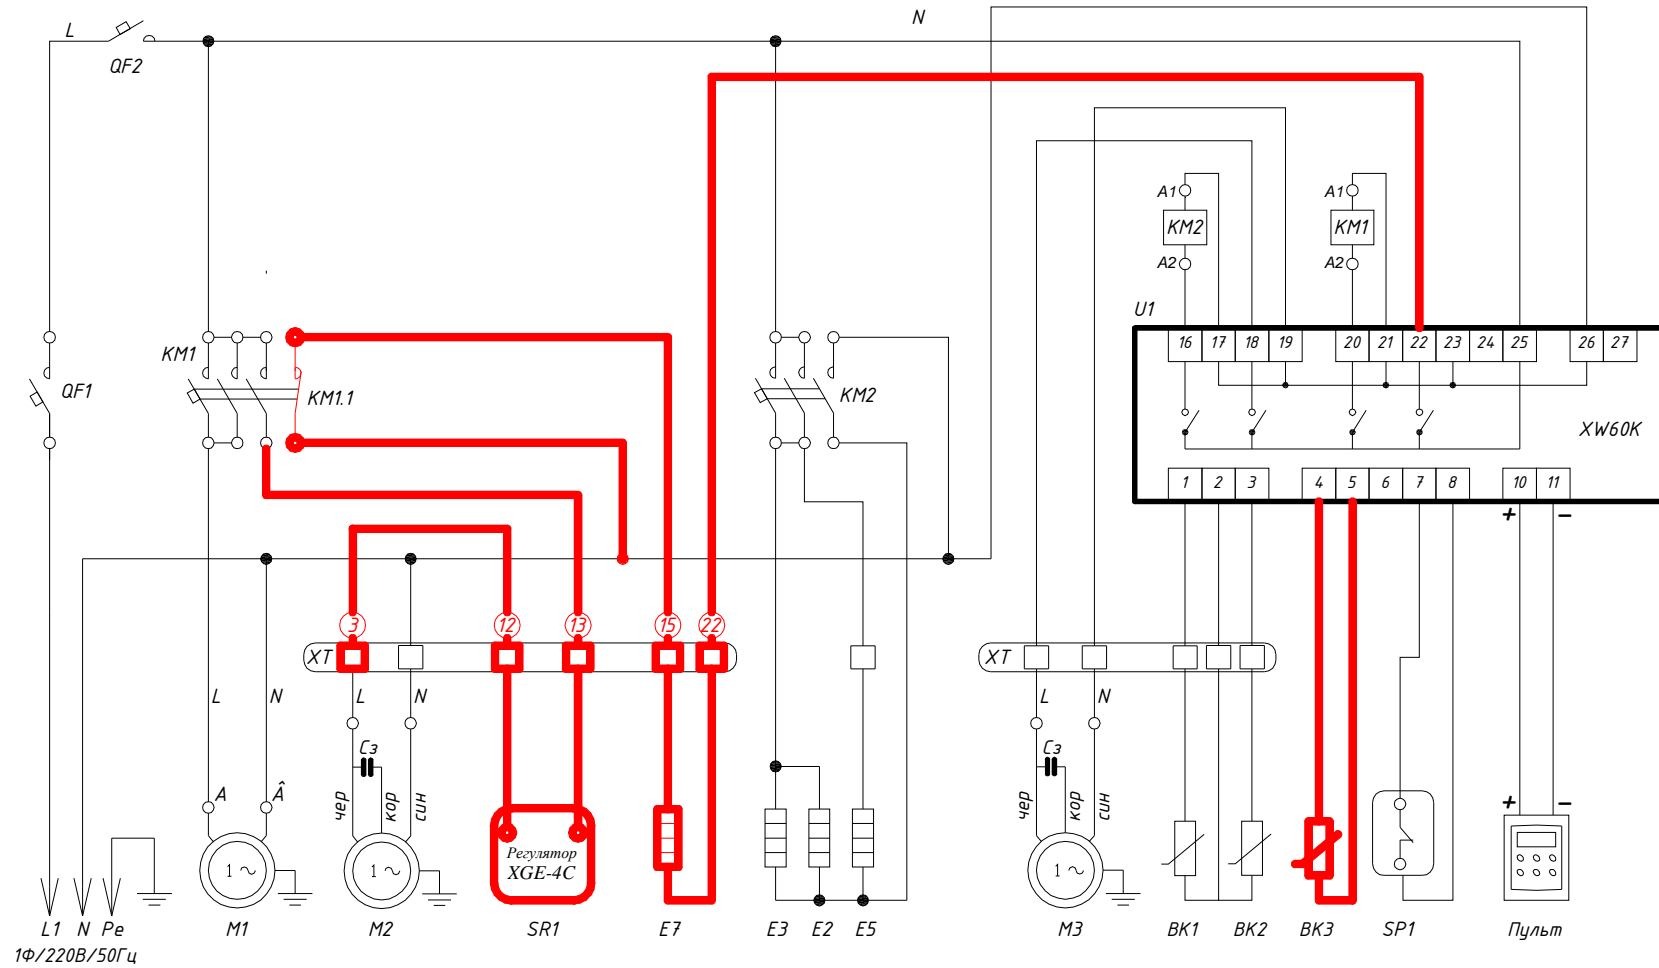 L
N
QF2
A1
A1
KM2
KM1
A2
A2
U1
16 17 18 19 20 21 22 23 24 25 26 27
KM1
QF1
KM1.1
KM2
XW60K
1 2 3 4 5 6 7 8 10 11
+ −
3 12 13 15 22
XT
XT
L N L N L N
Cз
Cз
A Â
чер кор син
чер кор син
+ −
Регулятор
XGE-4C
1 ~
1 ~
1 ~
L1 N Pe M1 M2 SR1 E7 E3 E2 E5 M3 BK1 BK2 BK3 SP1 Пульт
1Ф/220В/50Гц